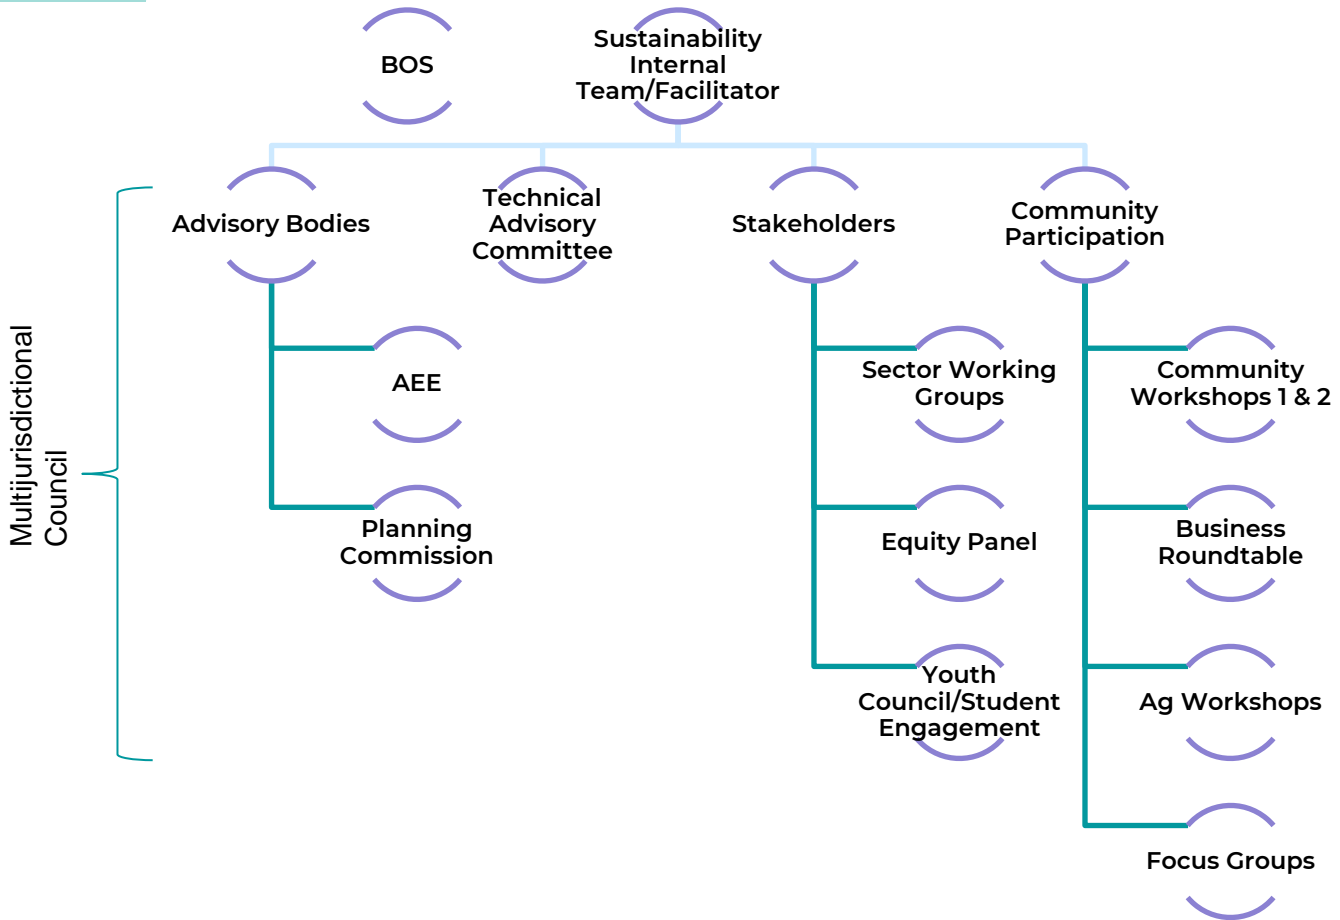 BOS
Sustainability
Internal
Team/Facilitator
Advisory Bodies
Technical
Advisory
Committee
Stakeholders
Community
Participation
Multijurisdictional
Council
AEE
Planning
Commission
Sector Working
Groups
Equity Panel
Youth
Council/Student
Engagement
Community
Workshops 1 & 2
Business
Roundtable
Ag Workshops
Focus Groups